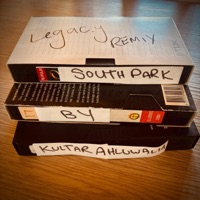 Legacy
REMIX
SOUTH PARK
BY
KULTAR AHLUWALIA